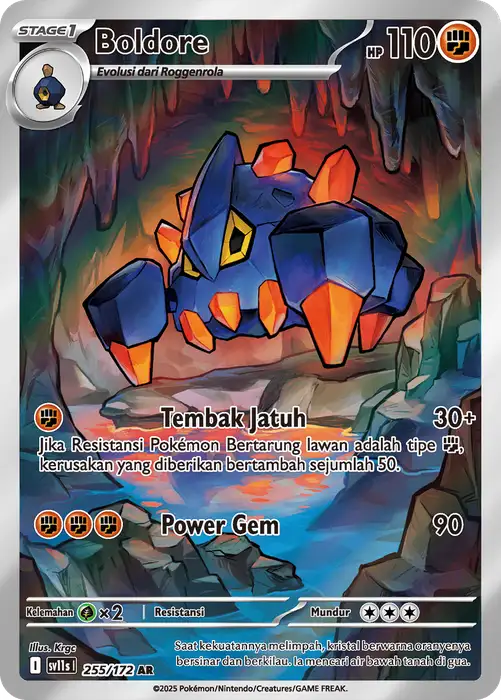 STAGE1
Boldore
HP 110
Evolusi dari Roggenrola
Tembak Jatuh 30+
Jika Resistansi Pokémon Bertarung lawan adalah tipe ,
kerusakan yang diberikan bertambah sejumlah 50.
Power Gem 90
Kelemahan ×2 Resistansi Mundur
Illus. Krgc
I sv11s I 255/172 AR
Saat kekuatannya melimpah, kristal berwarna oranyenya
bersinar dan berkilau. Ia mencari air bawah tanah di gua.
©2025 Pokémon/Nintendo/Creatures/GAME FREAK.